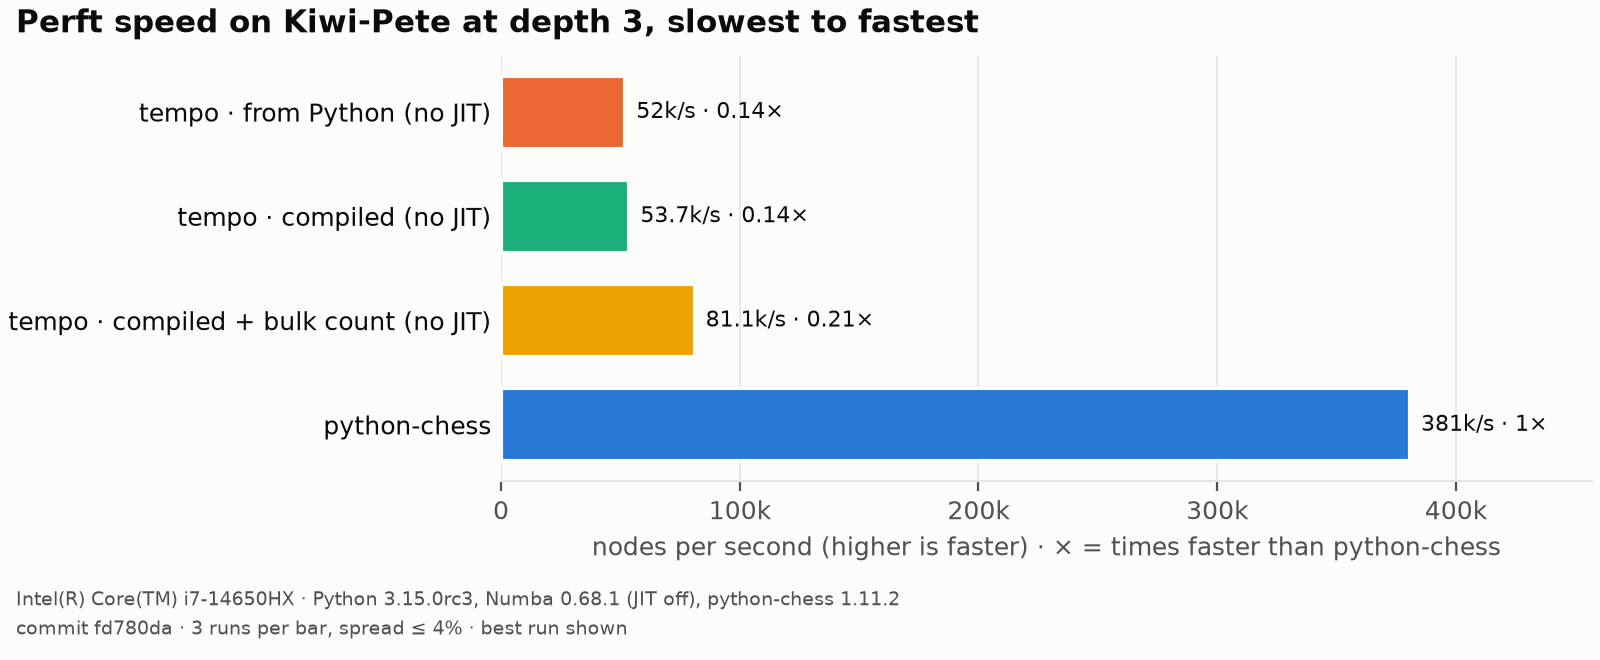 Perft speed on Kiwi-Pete at depth 3, slowest to fastest
tempo · from Python (no JIT)
52k/s · 0.14×
tempo · compiled (no JIT)
53.7k/s · 0.14×
tempo · compiled + bulk count (no JIT)
81.1k/s · 0.21×
python-chess
381k/s · 1×
0 100k 200k 300k 400k
nodes per second (higher is faster) · × = times faster than python-chess
Intel(R) Core(TM) i7-14650HX · Python 3.15.0rc3, Numba 0.68.1 (JIT off), python-chess 1.11.2
commit fd780da · 3 runs per bar, spread ≤ 4% · best run shown